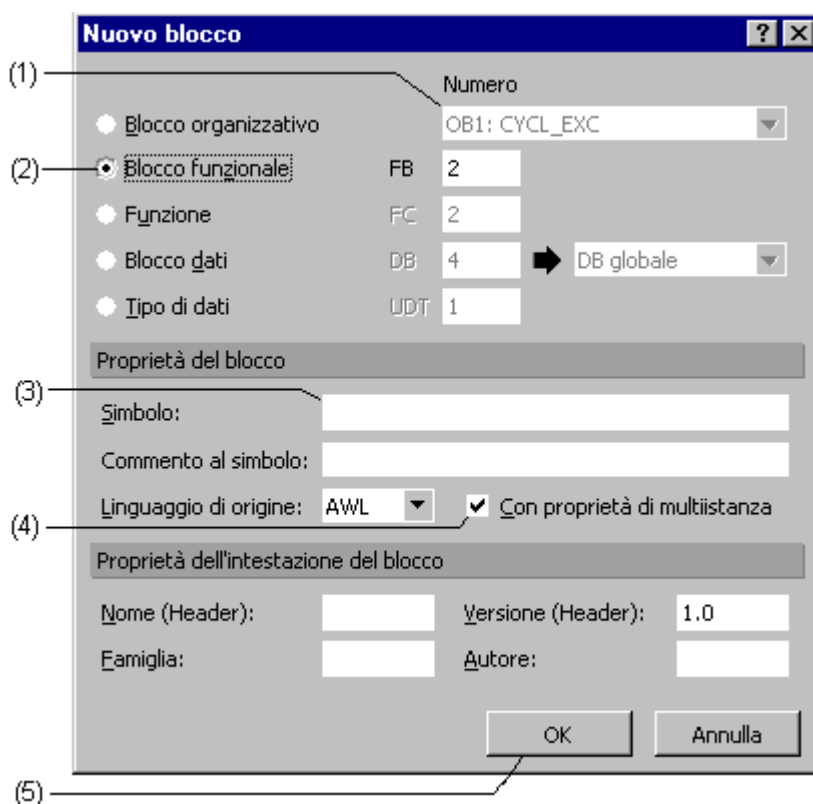 Nuovo blocco
(1)
Numero
Blocco organizzativo OB1: CYCL_EXC
(2) Blocco funzionale FB 2
Funzione FC 2
Blocco dati DB 4 DB globale
Tipo di dati UDT 1
Proprietà del blocco
(3)
Simbolo:
Commento al simbolo:
Linguaggio di origine: AWL Con proprietà di multiistanza
(4)
Proprietà dell'intestazione del blocco
Nome (Header): Versione (Header): 1.0
Famiglia: Autore:
OK Annulla
(5)